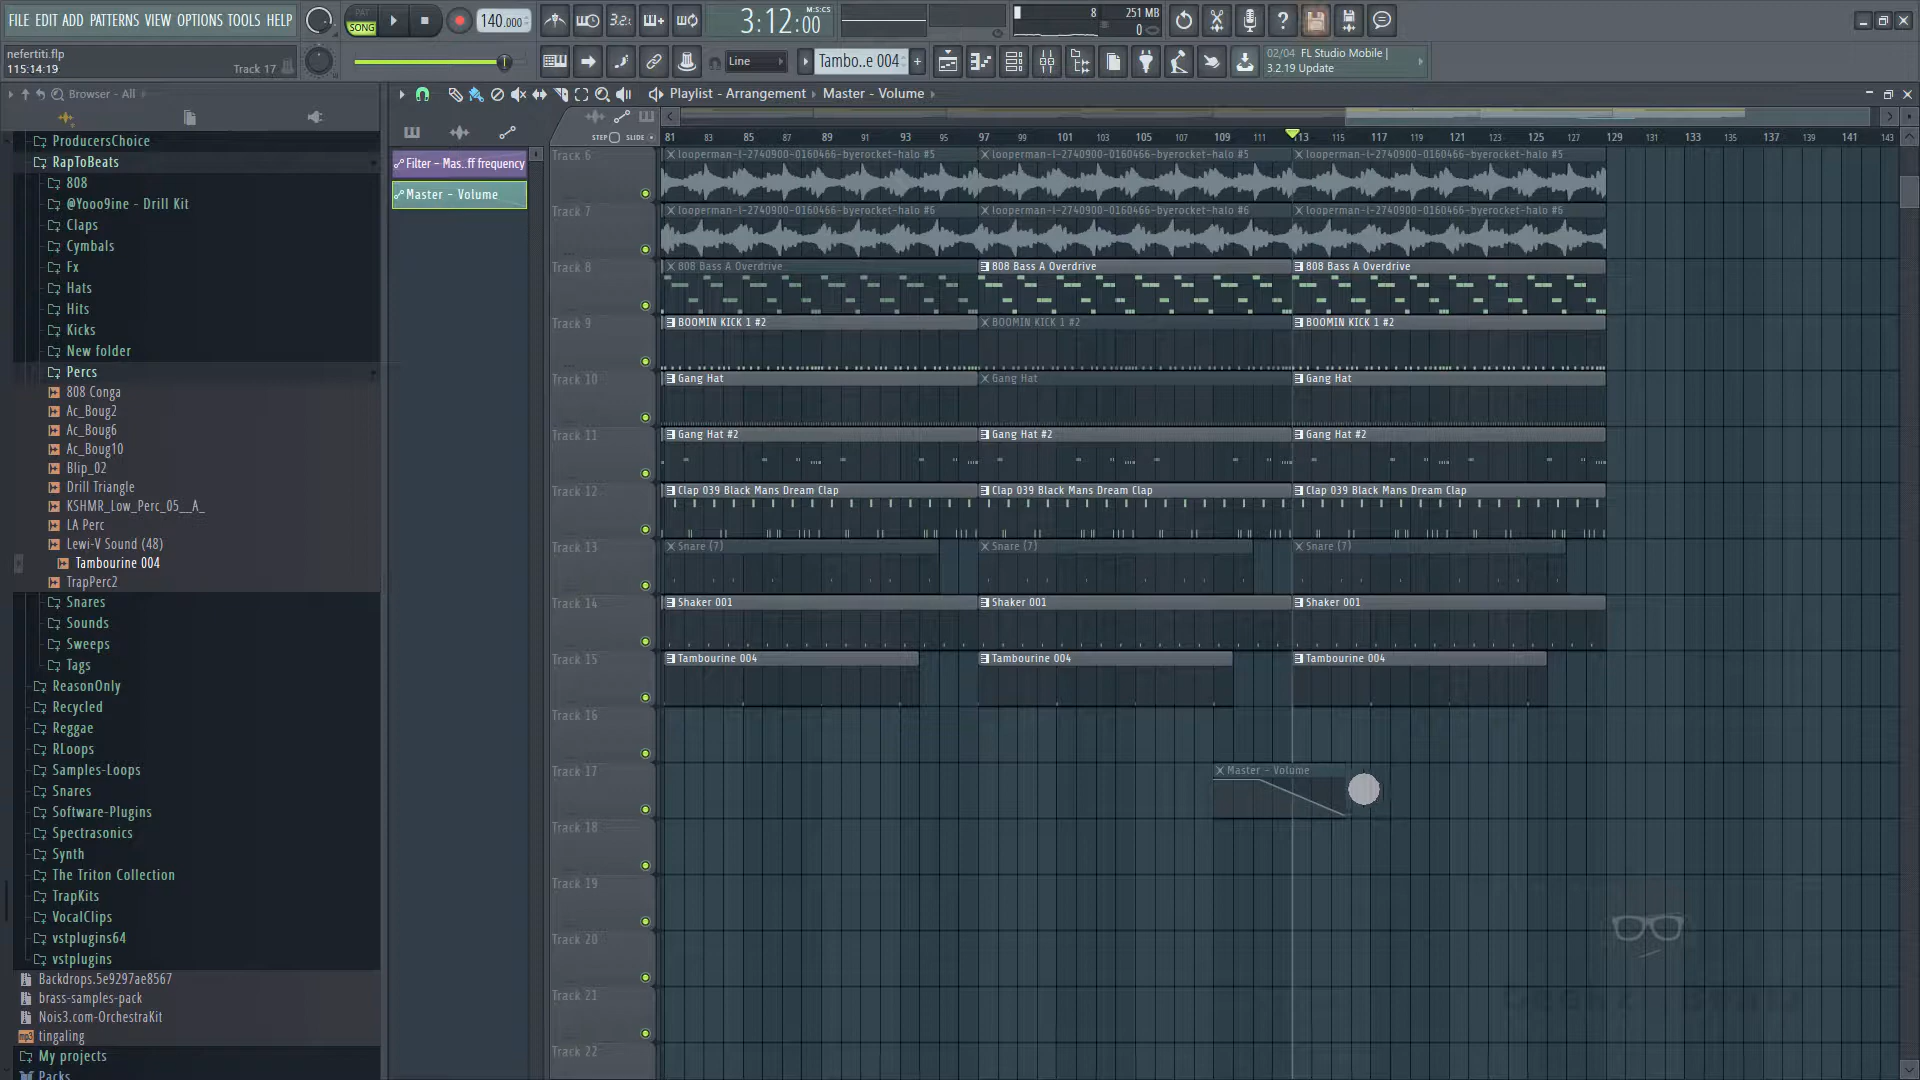 FILE EDIT ADD PATTERNS VIEW OPTIONS TOOLS HELP
PAT
SONG
140.000
3.2.
3:12:00
M:S:CS
8
251 MB
0
nefertiti.flp
115:14:19
Track 17
Line
Tambo..e 004
02/04 FL Studio Mobile |
3.2.19 Update
Browser - All
Playlist - Arrangement
Master - Volume
STEP
SLIDE
81 83 85 87 89 91 93 95 97 99 101 103 105 107 109 111 113 115 117 119 121 123 125 127 129 131 133 135 137 139 141 143
ProducersChoice
RapToBeats
808
@Yooo9ine - Drill Kit
Claps
Cymbals
Fx
Hats
Hits
Kicks
New folder
Percs
808 Conga
Ac_Boug2
Ac_Boug6
Ac_Boug10
Blip_02
Drill Triangle
KSHMR_Low_Perc_05__A_
LA Perc
Lewi-V Sound (48)
Tambourine 004
TrapPerc2
Snares
Sounds
Sweeps
Tags
ReasonOnly
Recycled
Reggae
RLoops
Samples-Loops
Snares
Software-Plugins
Spectrasonics
Synth
The Triton Collection
TrapKits
VocalClips
vstplugins64
vstplugins
Backdrops.5e9297ae8567
brass-samples-pack
Nois3.com-OrchestraKit
mp3 tingaling
My projects
Packs
Filter - Mas..ff frequency
Master - Volume
Track 6
looperman-l-2740900-0160466-byerocket-halo #5
looperman-l-2740900-0160466-byerocket-halo #5
looperman-l-2740900-0160466-byerocket-halo #5
Track 7
looperman-l-2740900-0160466-byerocket-halo #6
looperman-l-2740900-0160466-byerocket-halo #6
looperman-l-2740900-0160466-byerocket-halo #6
Track 8
808 Bass A Overdrive
808 Bass A Overdrive
808 Bass A Overdrive
Track 9
BOOMIN KICK 1 #2
BOOMIN KICK 1 #2
BOOMIN KICK 1 #2
Track 10
Gang Hat
Gang Hat
Gang Hat
Track 11
Gang Hat #2
Gang Hat #2
Gang Hat #2
Track 12
Clap 039 Black Mans Dream Clap
Clap 039 Black Mans Dream Clap
Clap 039 Black Mans Dream Clap
Track 13
Snare (7)
Snare (7)
Snare (7)
Track 14
Shaker 001
Shaker 001
Shaker 001
Track 15
Tambourine 004
Tambourine 004
Tambourine 004
Track 16
Track 17
Master - Volume
Track 18
Track 19
Track 20
Track 21
Track 22